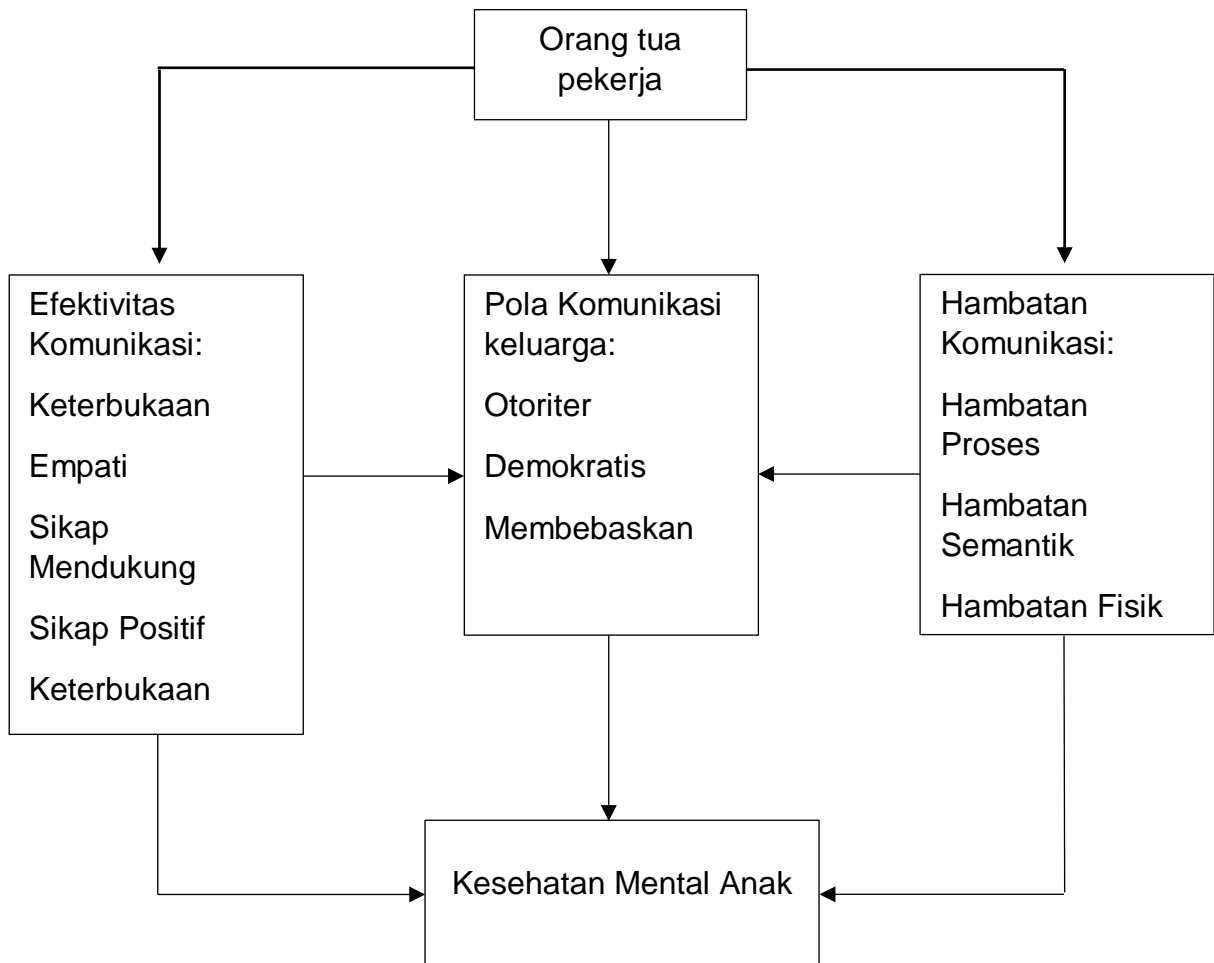 Orang tua
pekerja
Efektivitas
Komunikasi:
Keterbukaan
Empati
Sikap
Mendukung
Sikap Positif
Keterbukaan
Pola Komunikasi
keluarga:
Otoriter
Demokratis
Membebaskan
Hambatan
Komunikasi:
Hambatan
Proses
Hambatan
Semantik
Hambatan Fisik
Kesehatan Mental Anak